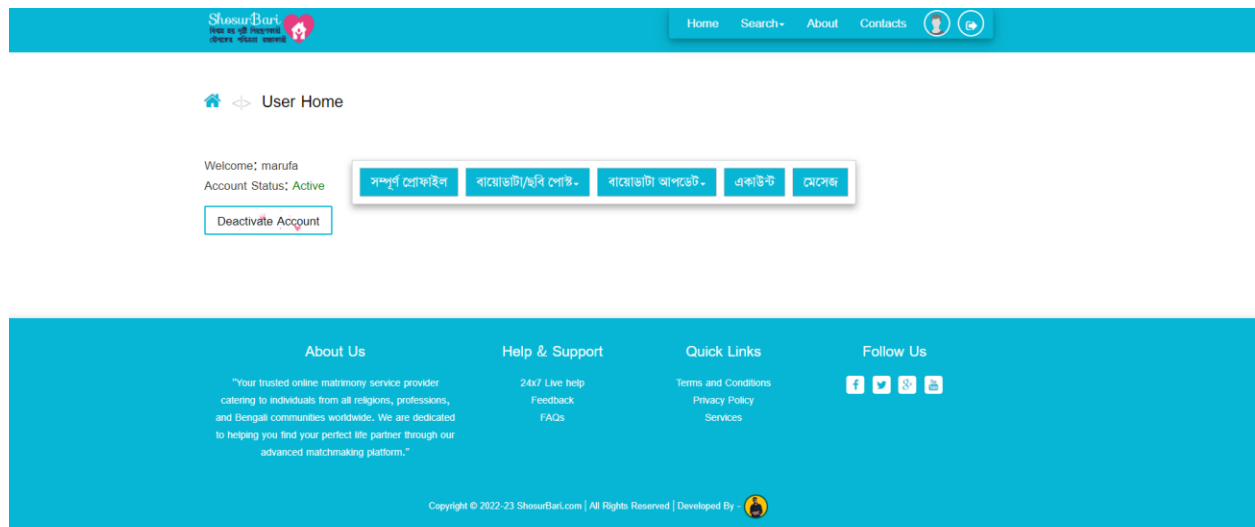 ShosurBari
Home Search About Contacts
User Home
Welcome: marufa
Account Status: Active
Deactivate Account
সম্পূর্ণ প্রোফাইল বায়োডাটা/ছবি পোস্ট বায়োডাটা আপডেট একাউন্ট মেসেজ
About Us
"Your trusted online matrimony service provider
catering to individuals from all religions, professions,
and Bengali communities worldwide. We are dedicated
to helping you find your perfect life partner through our
advanced matchmaking platform."
Help & Support
24x7 Live help
Feedback
FAQs
Quick Links
Terms and Conditions
Privacy Policy
Services
Follow Us
Copyright © 2022-23 ShosurBari.com | All Rights Reserved | Developed By -